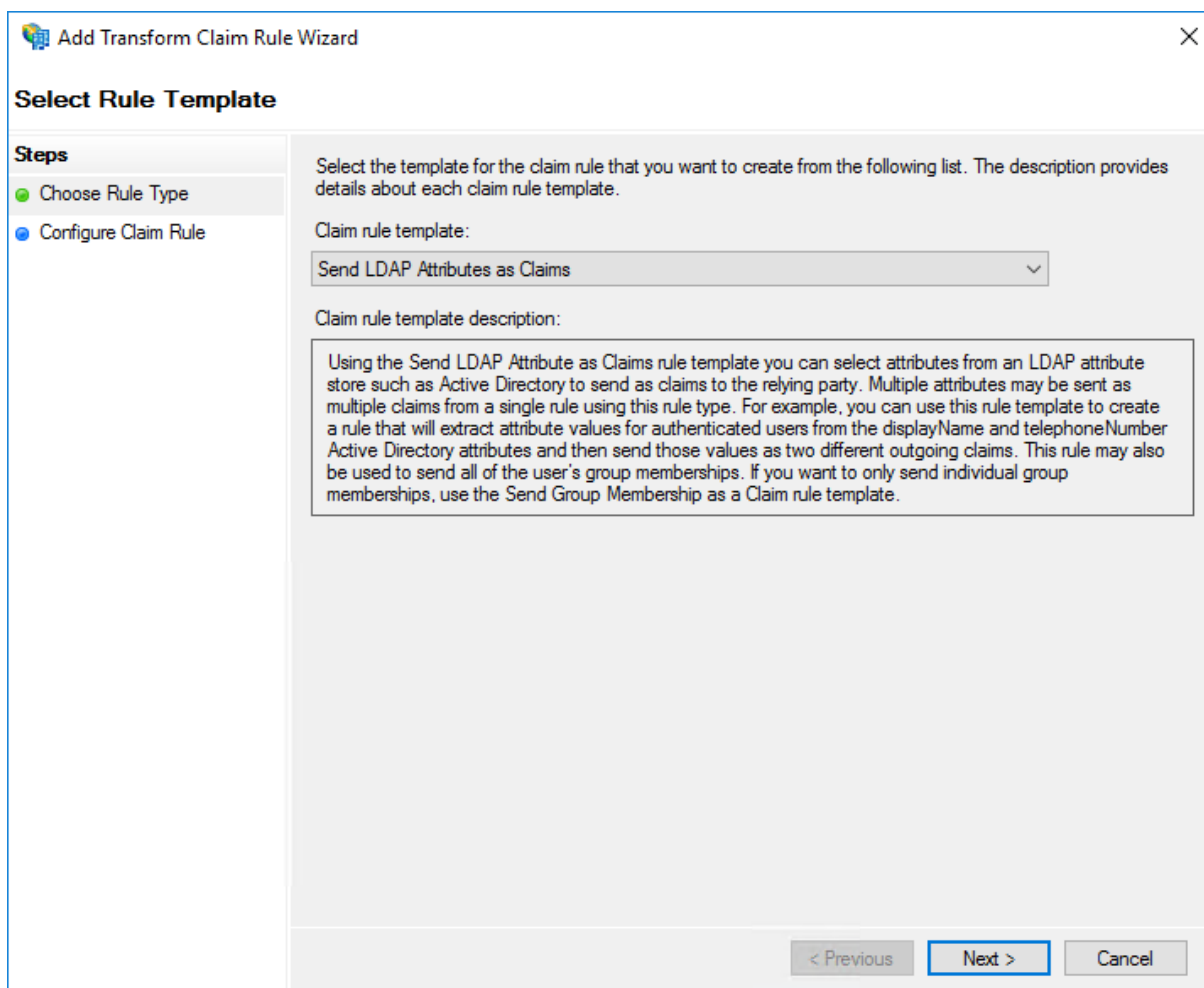 Add Transform Claim Rule Wizard
Select Rule Template
Steps
Choose Rule Type
Configure Claim Rule
Select the template for the claim rule that you want to create from the following list. The description provides
details about each claim rule template.
Claim rule template:
Send LDAP Attributes as Claims
Claim rule template description:
Using the Send LDAP Attribute as Claims rule template you can select attributes from an LDAP attribute
store such as Active Directory to send as claims to the relying party. Multiple attributes may be sent as
multiple claims from a single rule using this rule type. For example, you can use this rule template to create
a rule that will extract attribute values for authenticated users from the displayName and telephoneNumber
Active Directory attributes and then send those values as two different outgoing claims. This rule may also
be used to send all of the user's group memberships. If you want to only send individual group
memberships, use the Send Group Membership as a Claim rule template.
< Previous
Next >
Cancel